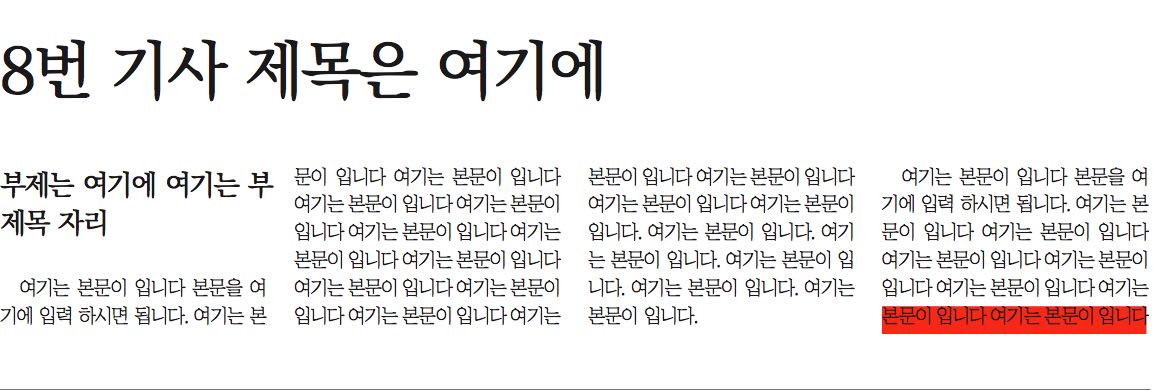 8번 기사 제목은 여기에
부제는 여기에 여기는 부
제목 자리
여기는 본문이 입니다 본문을 여
기에 입력 하시면 됩니다. 여기는 본
문이 입니다 여기는 본문이 입니다
여기는 본문이 입니다 여기는 본문이
입니다 여기는 본문이 입니다 여기는
본문이 입니다 여기는 본문이 입니다
여기는 본문이 입니다 여기는 본문이
입니다 여기는 본문이 입니다 여기는
본문이 입니다 여기는 본문이 입니다
여기는 본문이 입니다 여기는 본문이
입니다. 여기는 본문이 입니다. 여기
는 본문이 입니다. 여기는 본문이 입
니다. 여기는 본문이 입니다. 여기는
본문이 입니다.
여기는 본문이 입니다 본문을 여
기에 입력 하시면 됩니다. 여기는 본
문이 입니다 여기는 본문이 입니다
여기는 본문이 입니다 여기는 본문이
입니다 여기는 본문이 입니다 여기는
본문이 입니다 여기는 본문이 입니다